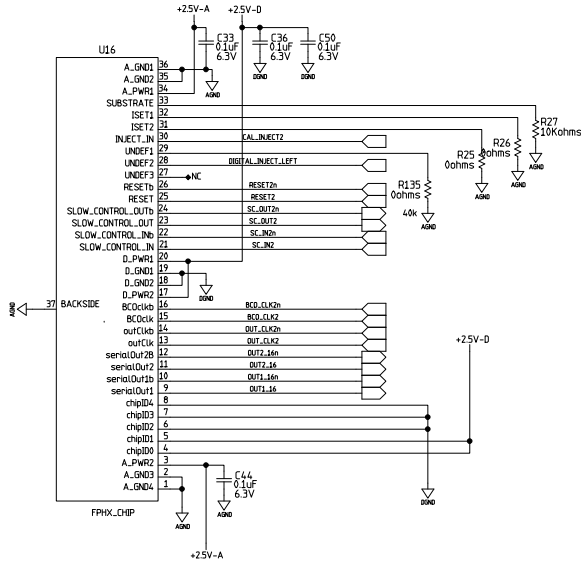 +2.5V-A
+2.5V-D
U16
C33
0.1uF
6.3V
C36
0.1uF
6.3V
C50
0.1uF
6.3V
AGND
DGND
DGND
A_GND1 36
A_GND2 35
A_PWR1 34
SUBSTRATE 33
ISET1 32
ISET2 31
INJECT_IN 30 CAL_INJECT2
UNDEF1 29
UNDEF2 28 DIGITAL_INJECT_LEFT
UNDEF3 27 NC
RESETb 26 RESET2n
RESET 25 RESET2
SLOW_CONTROL_OUTb 24 SC_OUT2n
SLOW_CONTROL_OUT 23 SC_OUT2
SLOW_CONTROL_INb 22 SC_IN2n
SLOW_CONTROL_IN 21 SC_IN2
D_PWR1 20
D_GND1 19
D_GND2 18
D_PWR2 17
DGND
R27
10Kohms
AGND
R26
0ohms
AGND
R25
0ohms
AGND
R135
0ohms
40k
AGND
AGND 37 BACKSIDE
BCOclkb 16 BCO_CLK2n
BCOclk 15 BCO_CLK2
outClkb 14 OUT_CLK2n
outClk 13 OUT_CLK2
serialOut2B 12 OUT2_16n
serialOut2 11 OUT2_16
serialOut1b 10 OUT1_16n
serialOut1 9 OUT1_16
chipID4 8
chipID3 7
chipID2 6
chipID1 5
chipID0 4
A_PWR2 3
A_GND3 2
A_GND4 1
+2.5V-D
C44
0.1uF
6.3V
AGND
AGND
DGND
FPHX_CHIP
+2.5V-A